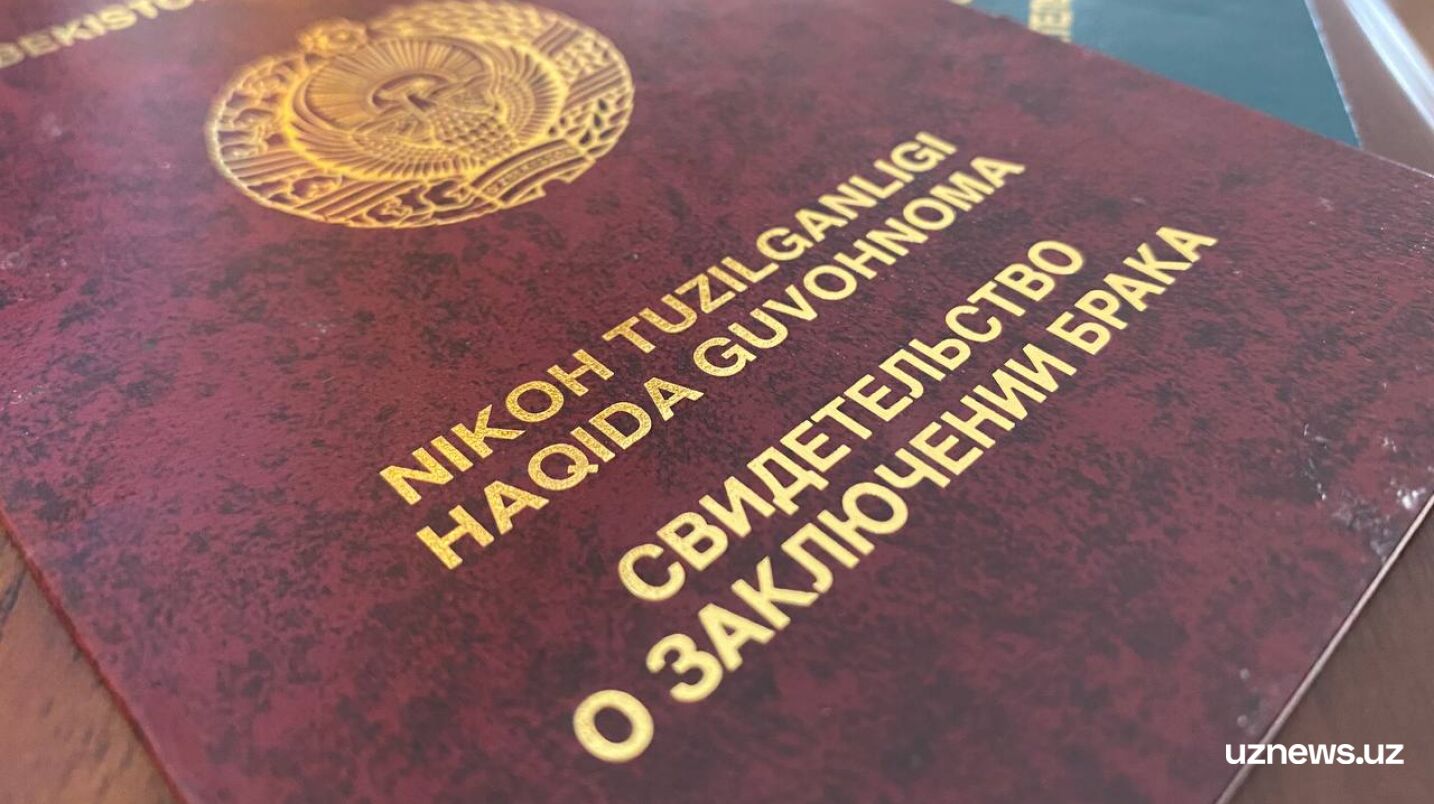 NIKOH TUZILGANLIGI
HAQIDA GUVOHNOMA
СВИДЕТЕЛЬСТВО
О ЗАКЛЮЧЕНИИ БРАКА
uznews.uz